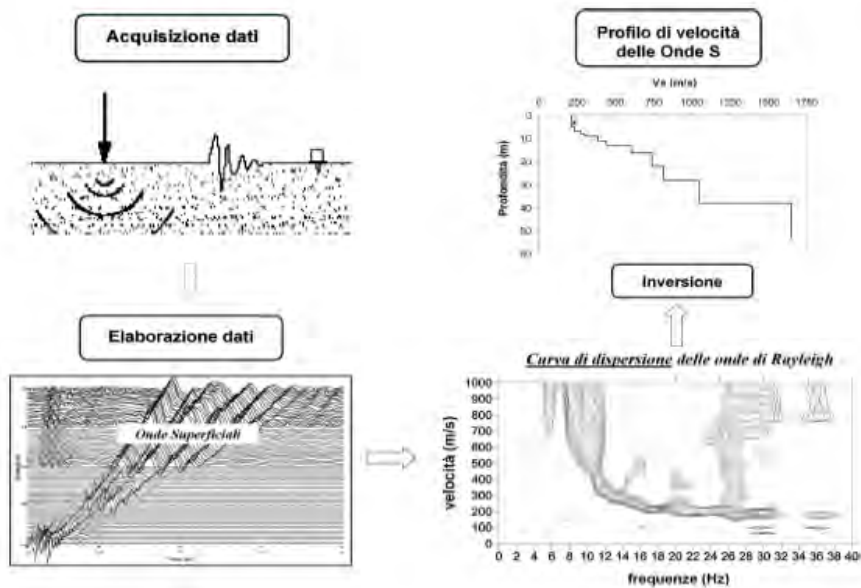 Acquisizione dati
Profilo di velocità
delle Onde S
Vs (m/s)
0 250 500 750 1000 1250 1500 1750
Profondità (m)
0
10
20
30
40
50
60
Inversione
Elaborazione dati
Curva di dispersione delle onde di Rayleigh
Onde Superficiali
velocità (m/s)
1000
900
800
700
600
500
400
300
200
100
0
0 2 4 6 8 10 12 14 16 18 20 22 24 26 28 30 32 34 36 38 40
frequenze (Hz)